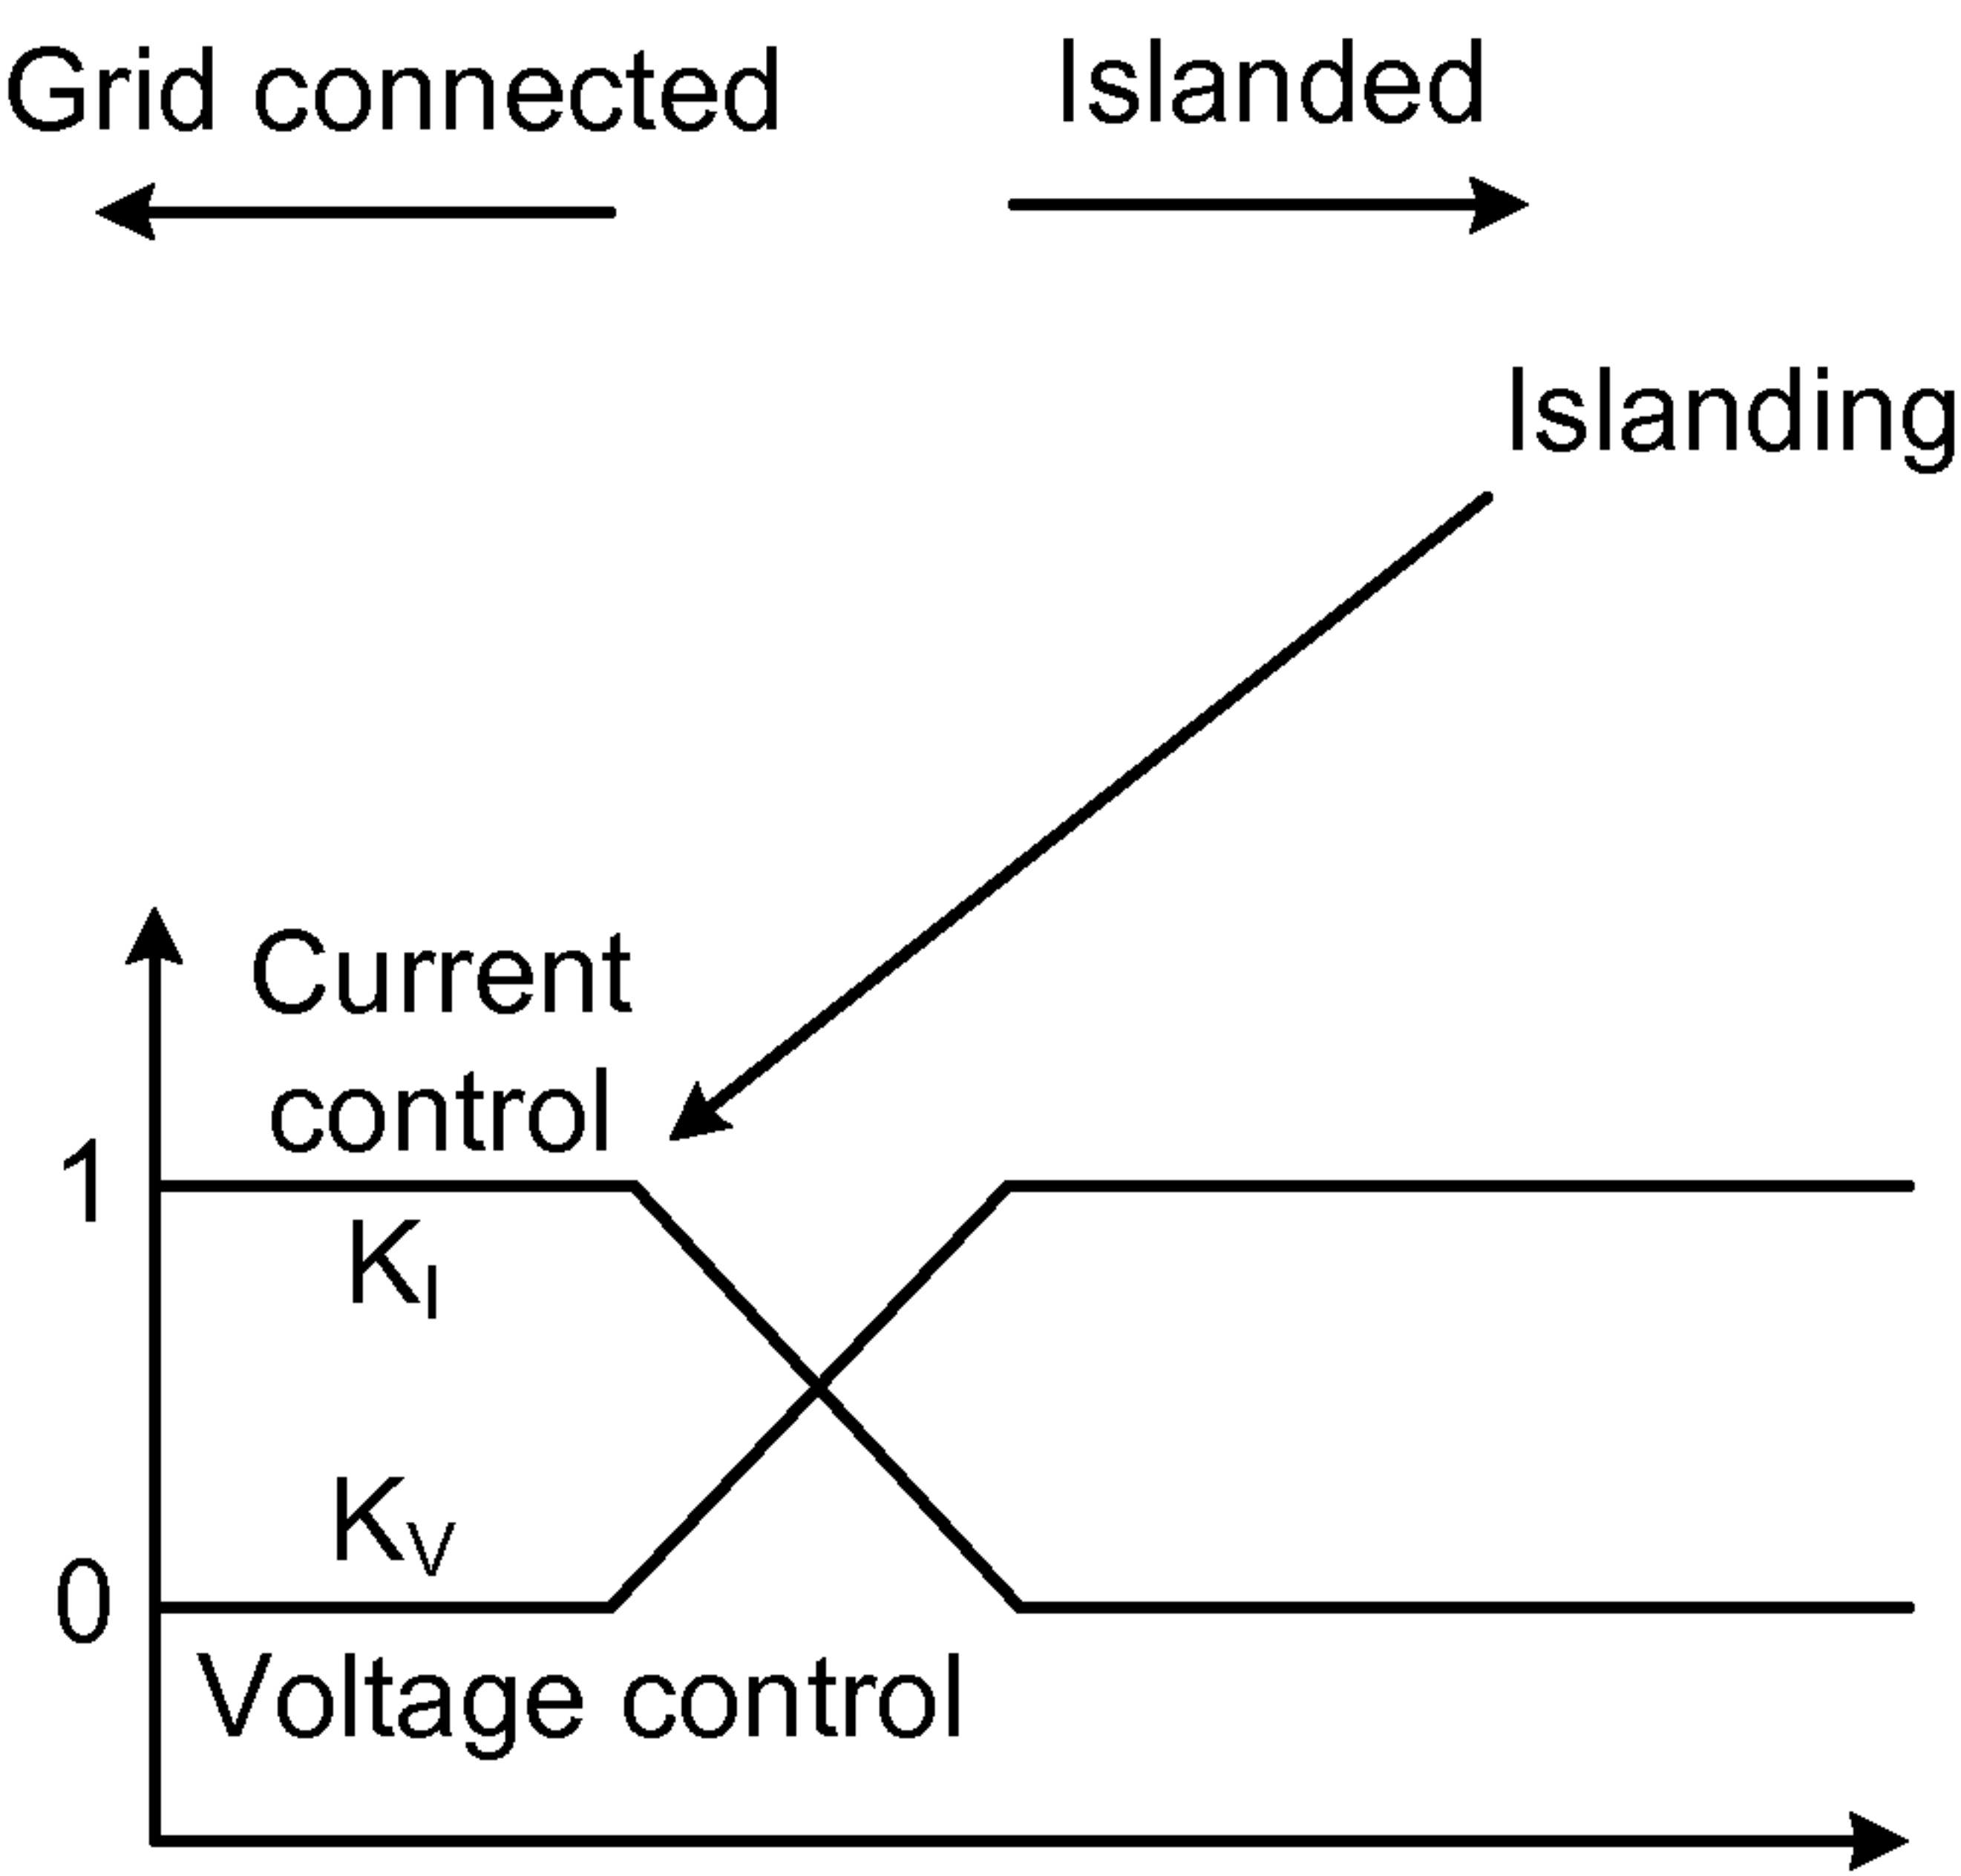 Grid connected
Islanded
Islanding
Current
control
1
K_I
K_V
0
Voltage control